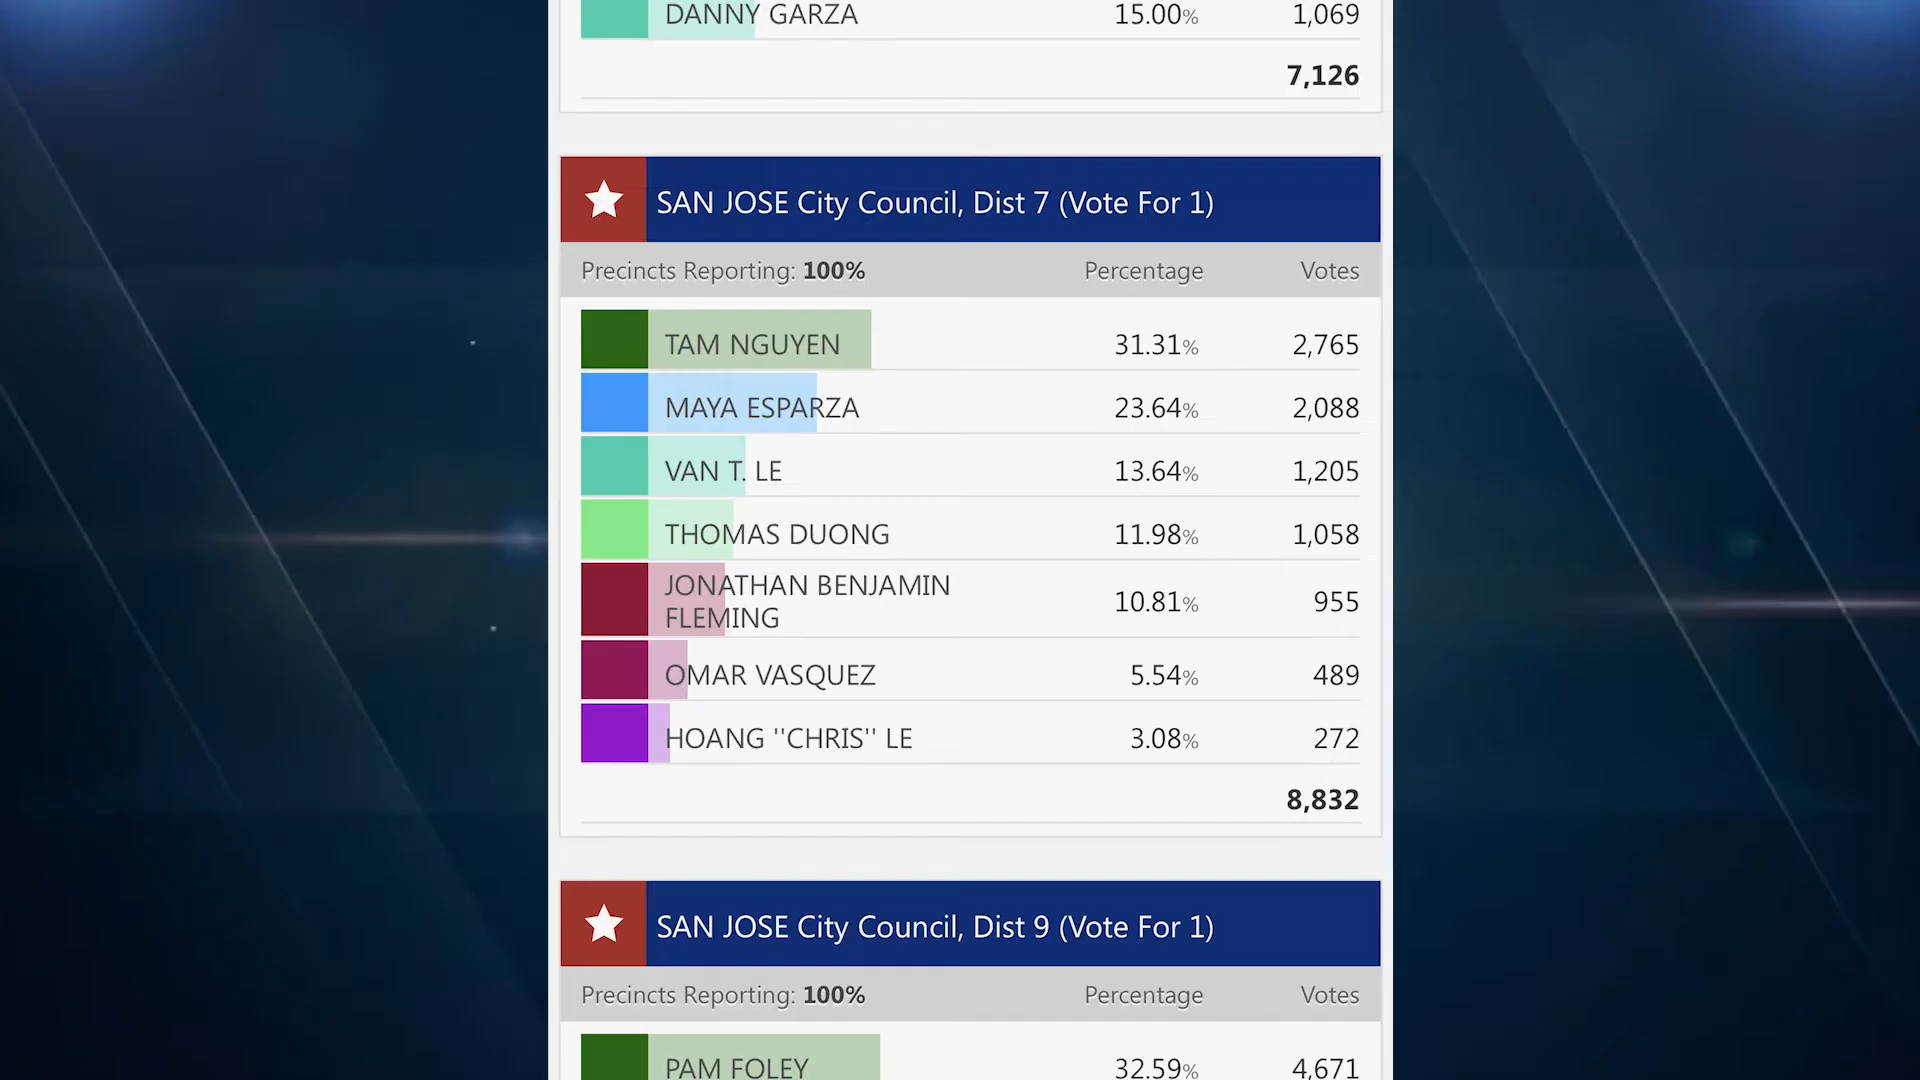 DANNY GARZA 15.00% 1,069
7,126
SAN JOSE City Council, Dist 7 (Vote For 1)
Precincts Reporting: 100% Percentage Votes
TAM NGUYEN 31.31% 2,765
MAYA ESPARZA 23.64% 2,088
VAN T. LE 13.64% 1,205
THOMAS DUONG 11.98% 1,058
JONATHAN BENJAMIN
FLEMING 10.81% 955
OMAR VASQUEZ 5.54% 489
HOANG ''CHRIS'' LE 3.08% 272
8,832
SAN JOSE City Council, Dist 9 (Vote For 1)
Precincts Reporting: 100% Percentage Votes
PAM FOLEY 32.59% 4,671